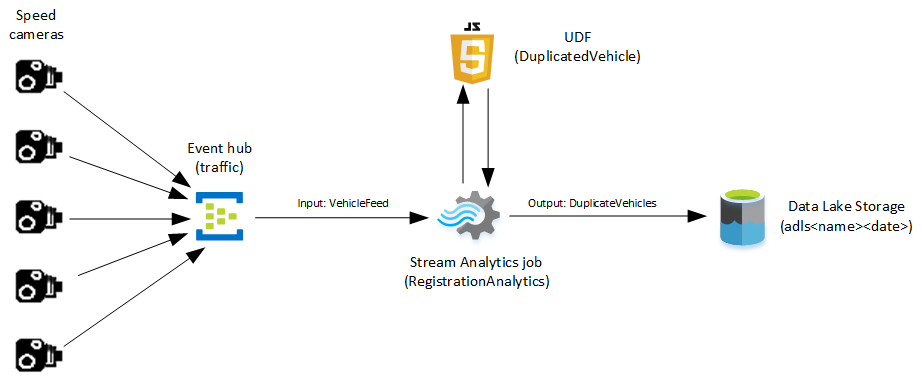 Speed
cameras
JS
UDF
(DuplicatedVehicle)
Event hub
(traffic)
Input: VehicleFeed
Output: DuplicateVehicles
Stream Analytics job
(RegistrationAnalytics)
Data Lake Storage
(adls<name><date>)